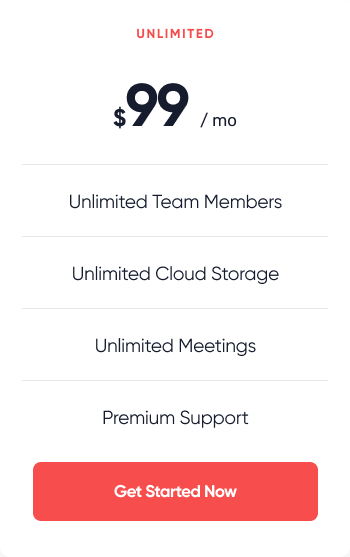 UNLIMITED
$99 / mo
Unlimited Team Members
Unlimited Cloud Storage
Unlimited Meetings
Premium Support
Get Started Now